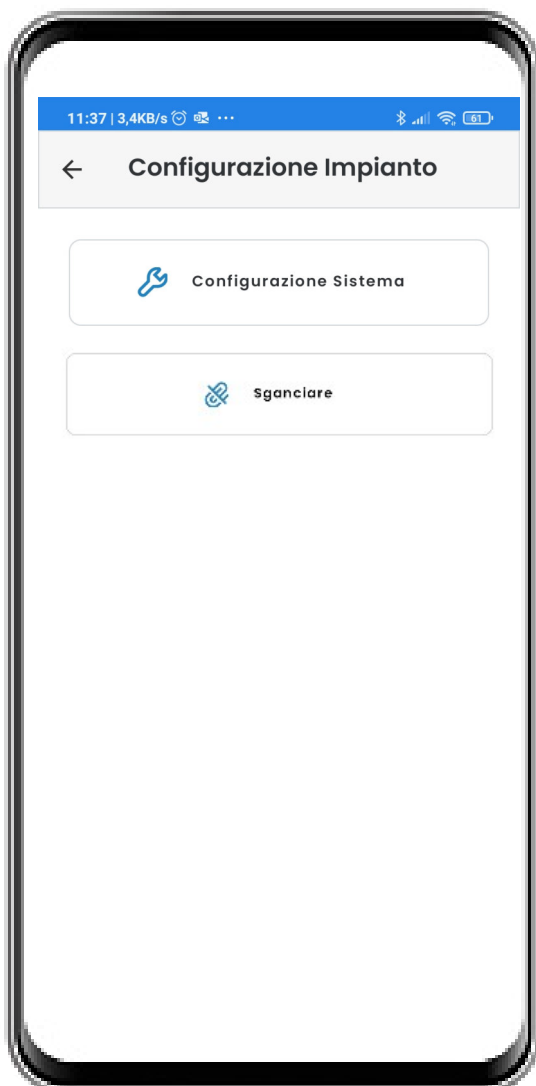 11:37 | 3,4KB/s ··· 61
Configurazione Impianto
Configurazione Sistema
Sganciare